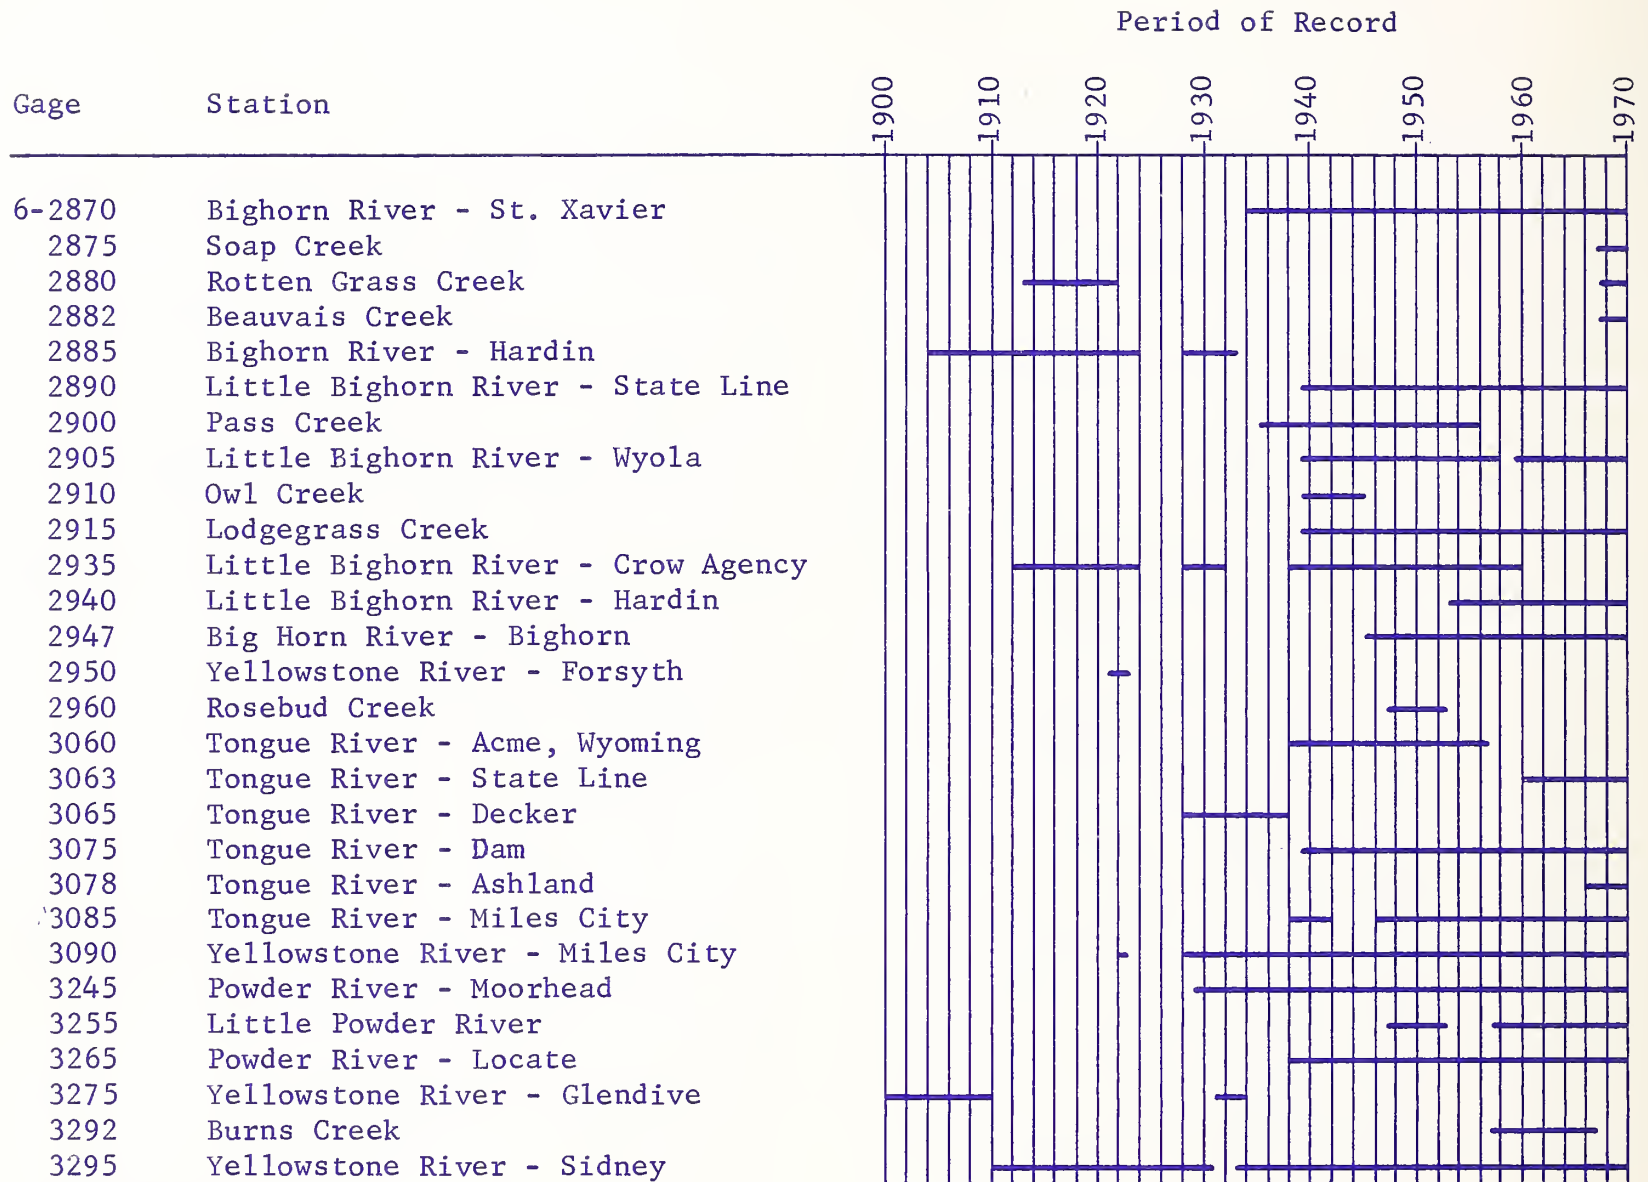 Period of Record
Gage Station 1900 1910 1920 1930 1940 1950 1960 1970
6-2870 Bighorn River - St. Xavier
2875 Soap Creek
2880 Rotten Grass Creek
2882 Beauvais Creek
2885 Bighorn River - Hardin
2890 Little Bighorn River - State Line
2900 Pass Creek
2905 Little Bighorn River - Wyola
2910 Owl Creek
2915 Lodgegrass Creek
2935 Little Bighorn River - Crow Agency
2940 Little Bighorn River - Hardin
2947 Big Horn River - Bighorn
2950 Yellowstone River - Forsyth
2960 Rosebud Creek
3060 Tongue River - Acme, Wyoming
3063 Tongue River - State Line
3065 Tongue River - Decker
3075 Tongue River - Dam
3078 Tongue River - Ashland
3085 Tongue River - Miles City
3090 Yellowstone River - Miles City
3245 Powder River - Moorhead
3255 Little Powder River
3265 Powder River - Locate
3275 Yellowstone River - Glendive
3292 Burns Creek
3295 Yellowstone River - Sidney